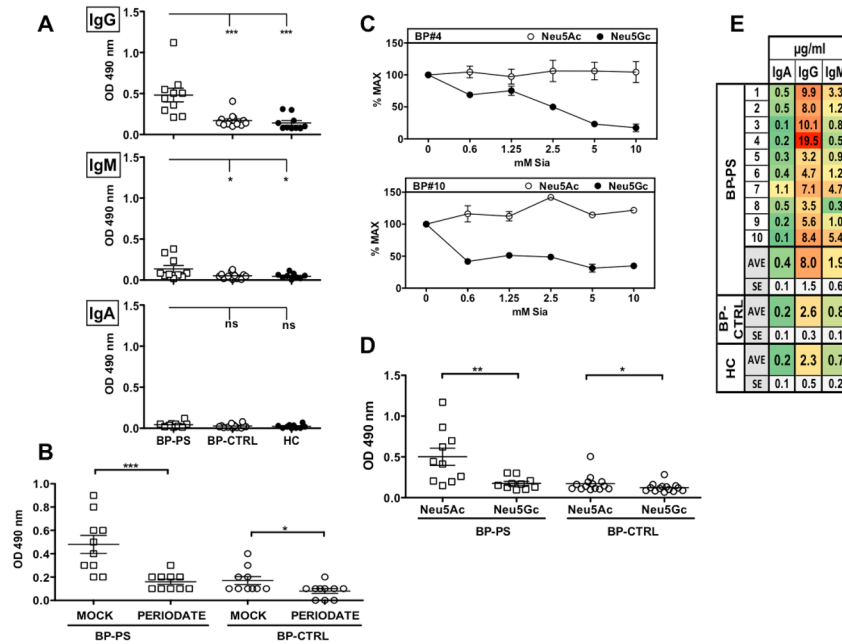 A
IgG
OD 490 nm
1.5
1.0
0.5
0.0
***
***
IgM
OD 490 nm
1.5
1.0
0.5
0.0
*
*
IgA
OD 490 nm
1.5
1.0
0.5
0.0
ns
ns
BP-PS BP-CTRL HC
B
OD 490 nm
1.0
0.8
0.6
0.4
0.2
0.0
***
*
MOCK PERIODATE MOCK PERIODATE
BP-PS BP-CTRL
C
BP#4 Neu5Ac Neu5Gc
% MAX
150
100
50
0
0 0.6 1.25 2.5 5 10
mM Sia
BP#10 Neu5Ac Neu5Gc
% MAX
150
100
50
0
0 0.6 1.25 2.5 5 10
mM Sia
D
OD 490 nm
1.5
1.0
0.5
0.0
**
*
Neu5Ac Neu5Gc Neu5Ac Neu5Gc
BP-PS BP-CTRL
E
µg/ml
IgA IgG IgM
BP-PS
1 0.5 9.9 3.3
2 0.5 8.0 1.2
3 0.1 10.1 0.8
4 0.2 19.5 0.5
5 0.3 3.2 0.9
6 0.4 4.7 1.2
7 1.1 7.1 4.7
8 0.5 3.5 0.3
9 0.2 5.6 1.0
10 0.1 8.4 5.4
AVE 0.4 8.0 1.9
SE 0.1 1.5 0.6
BP-
CTRL
AVE 0.2 2.6 0.8
SE 0.1 0.3 0.1
HC
AVE 0.2 2.3 0.7
SE 0.1 0.5 0.2